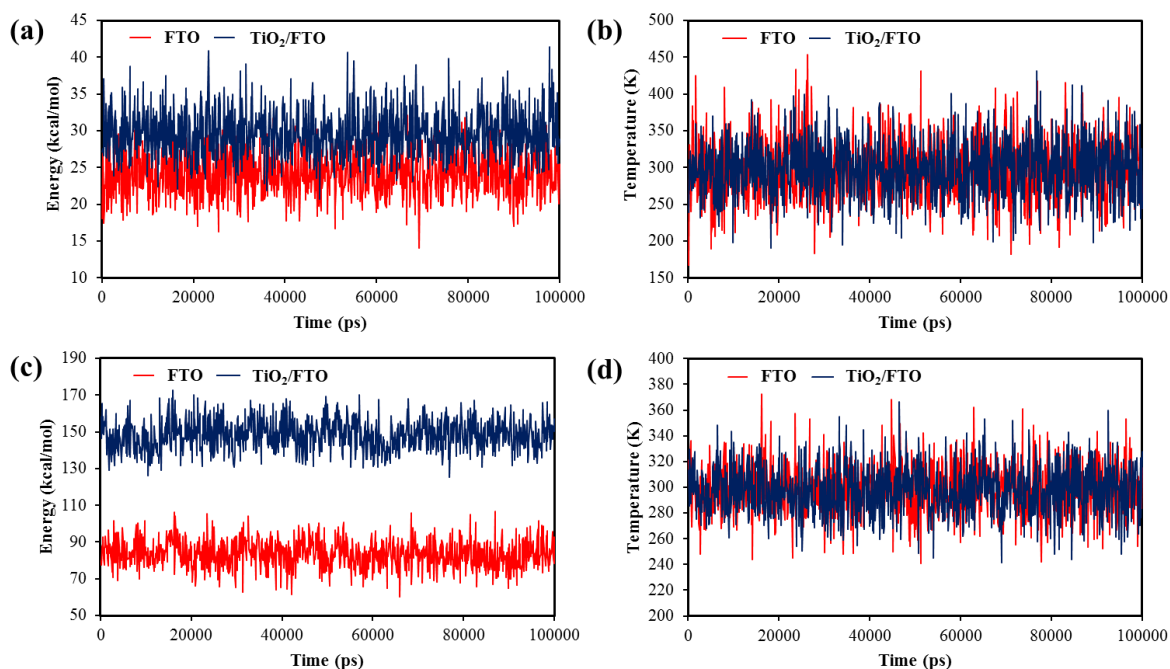 (a)
FTO TiO₂/FTO
Energy (kcal/mol)
45
40
35
30
25
20
15
10
0 20000 40000 60000 80000 100000
Time (ps)
(b)
FTO TiO₂/FTO
Temperature (K)
500
450
400
350
300
250
200
150
0 20000 40000 60000 80000 100000
Time (ps)
(c)
FTO TiO₂/FTO
Energy (kcal/mol)
190
170
150
130
110
90
70
50
0 20000 40000 60000 80000 100000
Time (ps)
(d)
FTO TiO₂/FTO
Temperature (K)
400
380
360
340
320
300
280
260
240
220
200
0 20000 40000 60000 80000 100000
Time (ps)